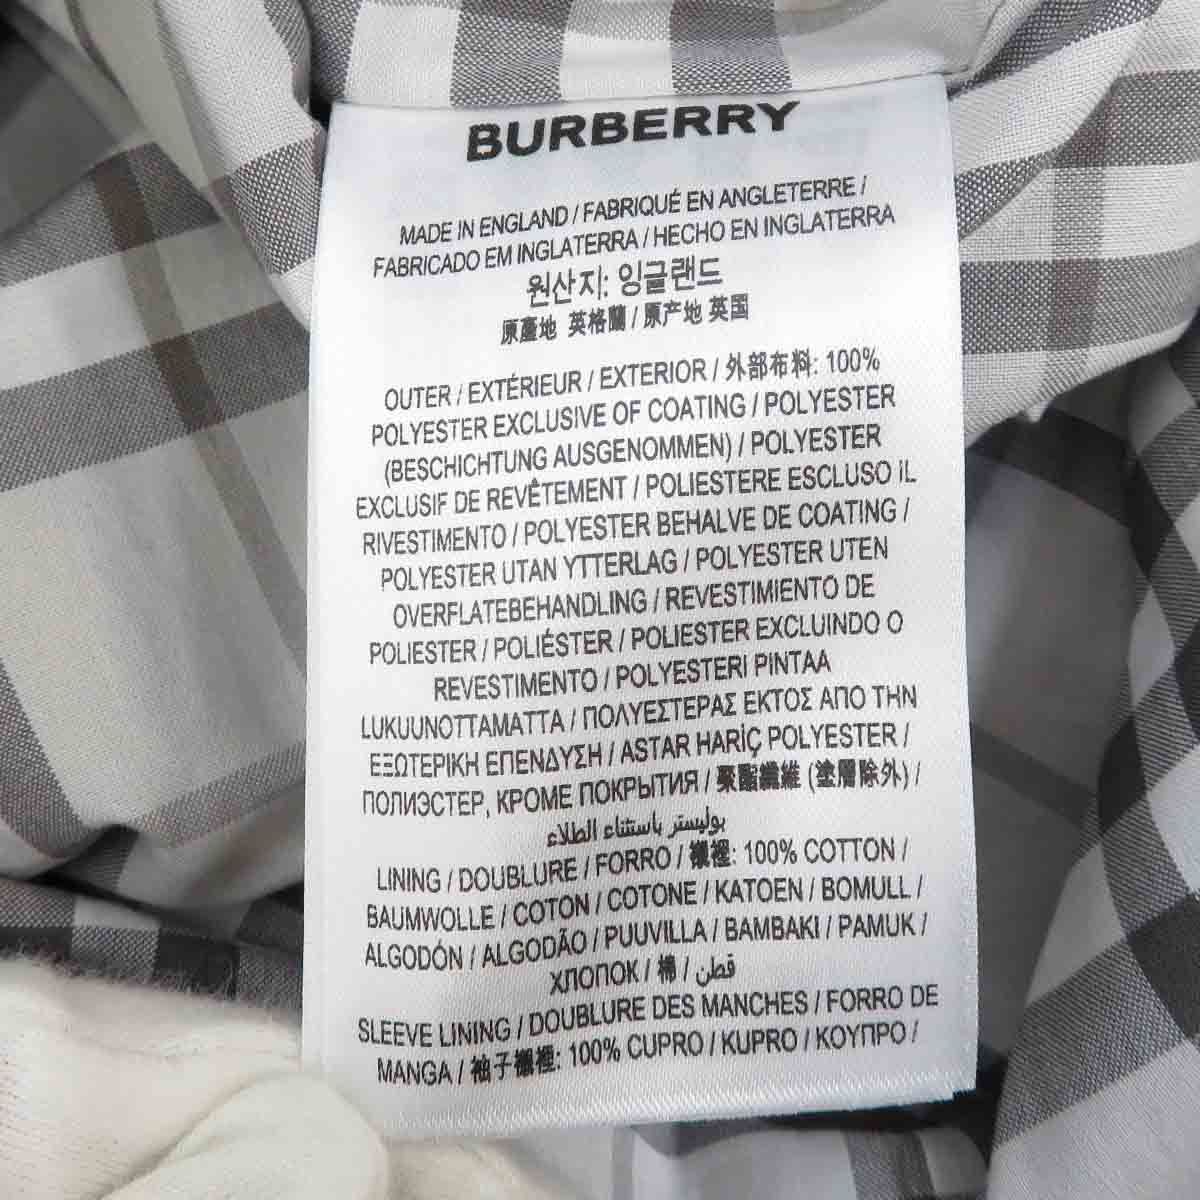 BURBERRY
MADE IN ENGLAND / FABRIQUÉ EN ANGLETERRE /
FABRICADO EM INGLATERRA / HECHO EN INGLATERRA
원산지: 잉글랜드
原產地 英格蘭 / 原产地 英国
OUTER / EXTÉRIEUR / EXTERIOR / 外部布料: 100%
POLYESTER EXCLUSIVE OF COATING / POLYESTER
(BESCHICHTUNG AUSGENOMMEN) / POLYESTER
EXCLUSIF DE REVÊTEMENT / POLIESTERE ESCLUSO IL
RIVESTIMENTO / POLYESTER BEHALVE DE COATING /
POLYESTER UTAN YTTERLAG / POLYESTER UTEN
OVERFLATEBEHANDLING / REVESTIMIENTO DE
POLIESTER / POLIÉSTER / POLIESTER EXCLUINDO O
REVESTIMENTO / POLYESTERI PINTAA
LUKUUNOTTAMATTA / ΠΟΛΥΕΣΤΕΡΑΣ ΕΚΤΟΣ ΑΠΟ ΤΗΝ
ΕΞΩΤΕΡΙΚΗ ΕΠΕΝΔΥΣΗ / ASTAR HARİÇ POLYESTER /
ПОЛИЭСТЕР, КРОМЕ ПОКРЫТИЯ / 聚酯纖維 (塗層除外) /
بوليستر باستثناء الطلاء
LINING / DOUBLURE / FORRO / 襯裡: 100% COTTON /
BAUMWOLLE / COTON / COTONE / KATOEN / BOMULL /
ALGODÓN / ALGODÃO / PUUVILLA / ΒΑΜΒΑΚΙ / PAMUK /
ХЛОПОК / 棉 / قطن
SLEEVE LINING / DOUBLURE DES MANCHES / FORRO DE
MANGA / 袖子襯裡: 100% CUPRO / KUPRO / ΚΟΥΠΡΟ /